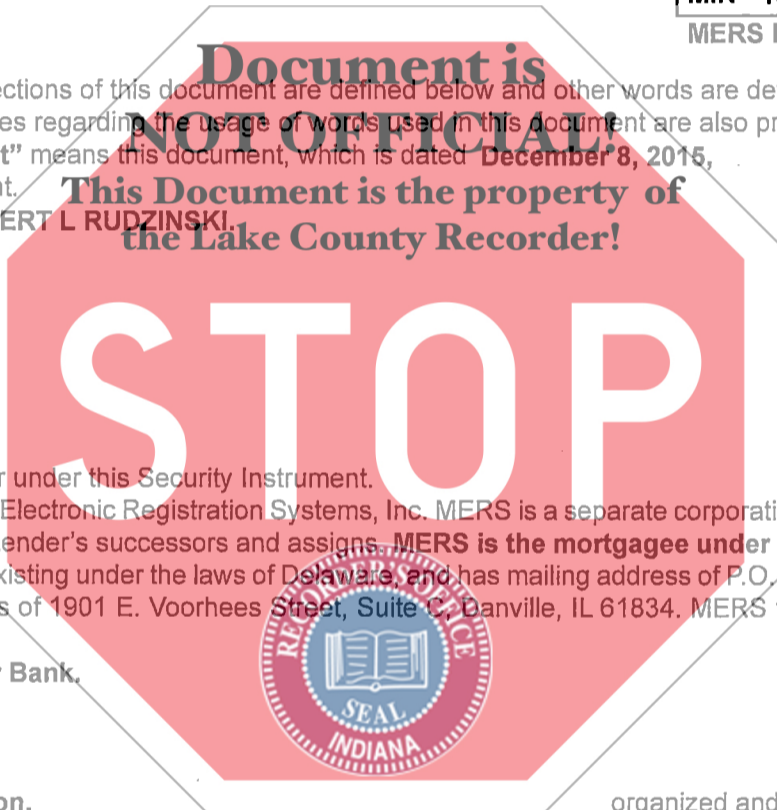 MIN
MERS
Document is
ections of this document are defined below and other words are de
es regarding the usage of words used in this document are also pr
NOT OFFICIAL!
t” means this document, which is dated December 8, 2015,
t.
This Document is the property of
ERT L RUDZINSKI.
the Lake County Recorder!
STOP
r under this Security Instrument.
Electronic Registration Systems, Inc. MERS is a separate corporati
ender's successors and assigns. MERS is the mortgagee under
xisting under the laws of Delaware, and has mailing address of P.O.
s of 1901 E. Voorhees Street, Suite C, Danville, IL 61834. MERS
RECORDER'S OFFICE
Bank.
SEAL
INDIANA
on.
organized and